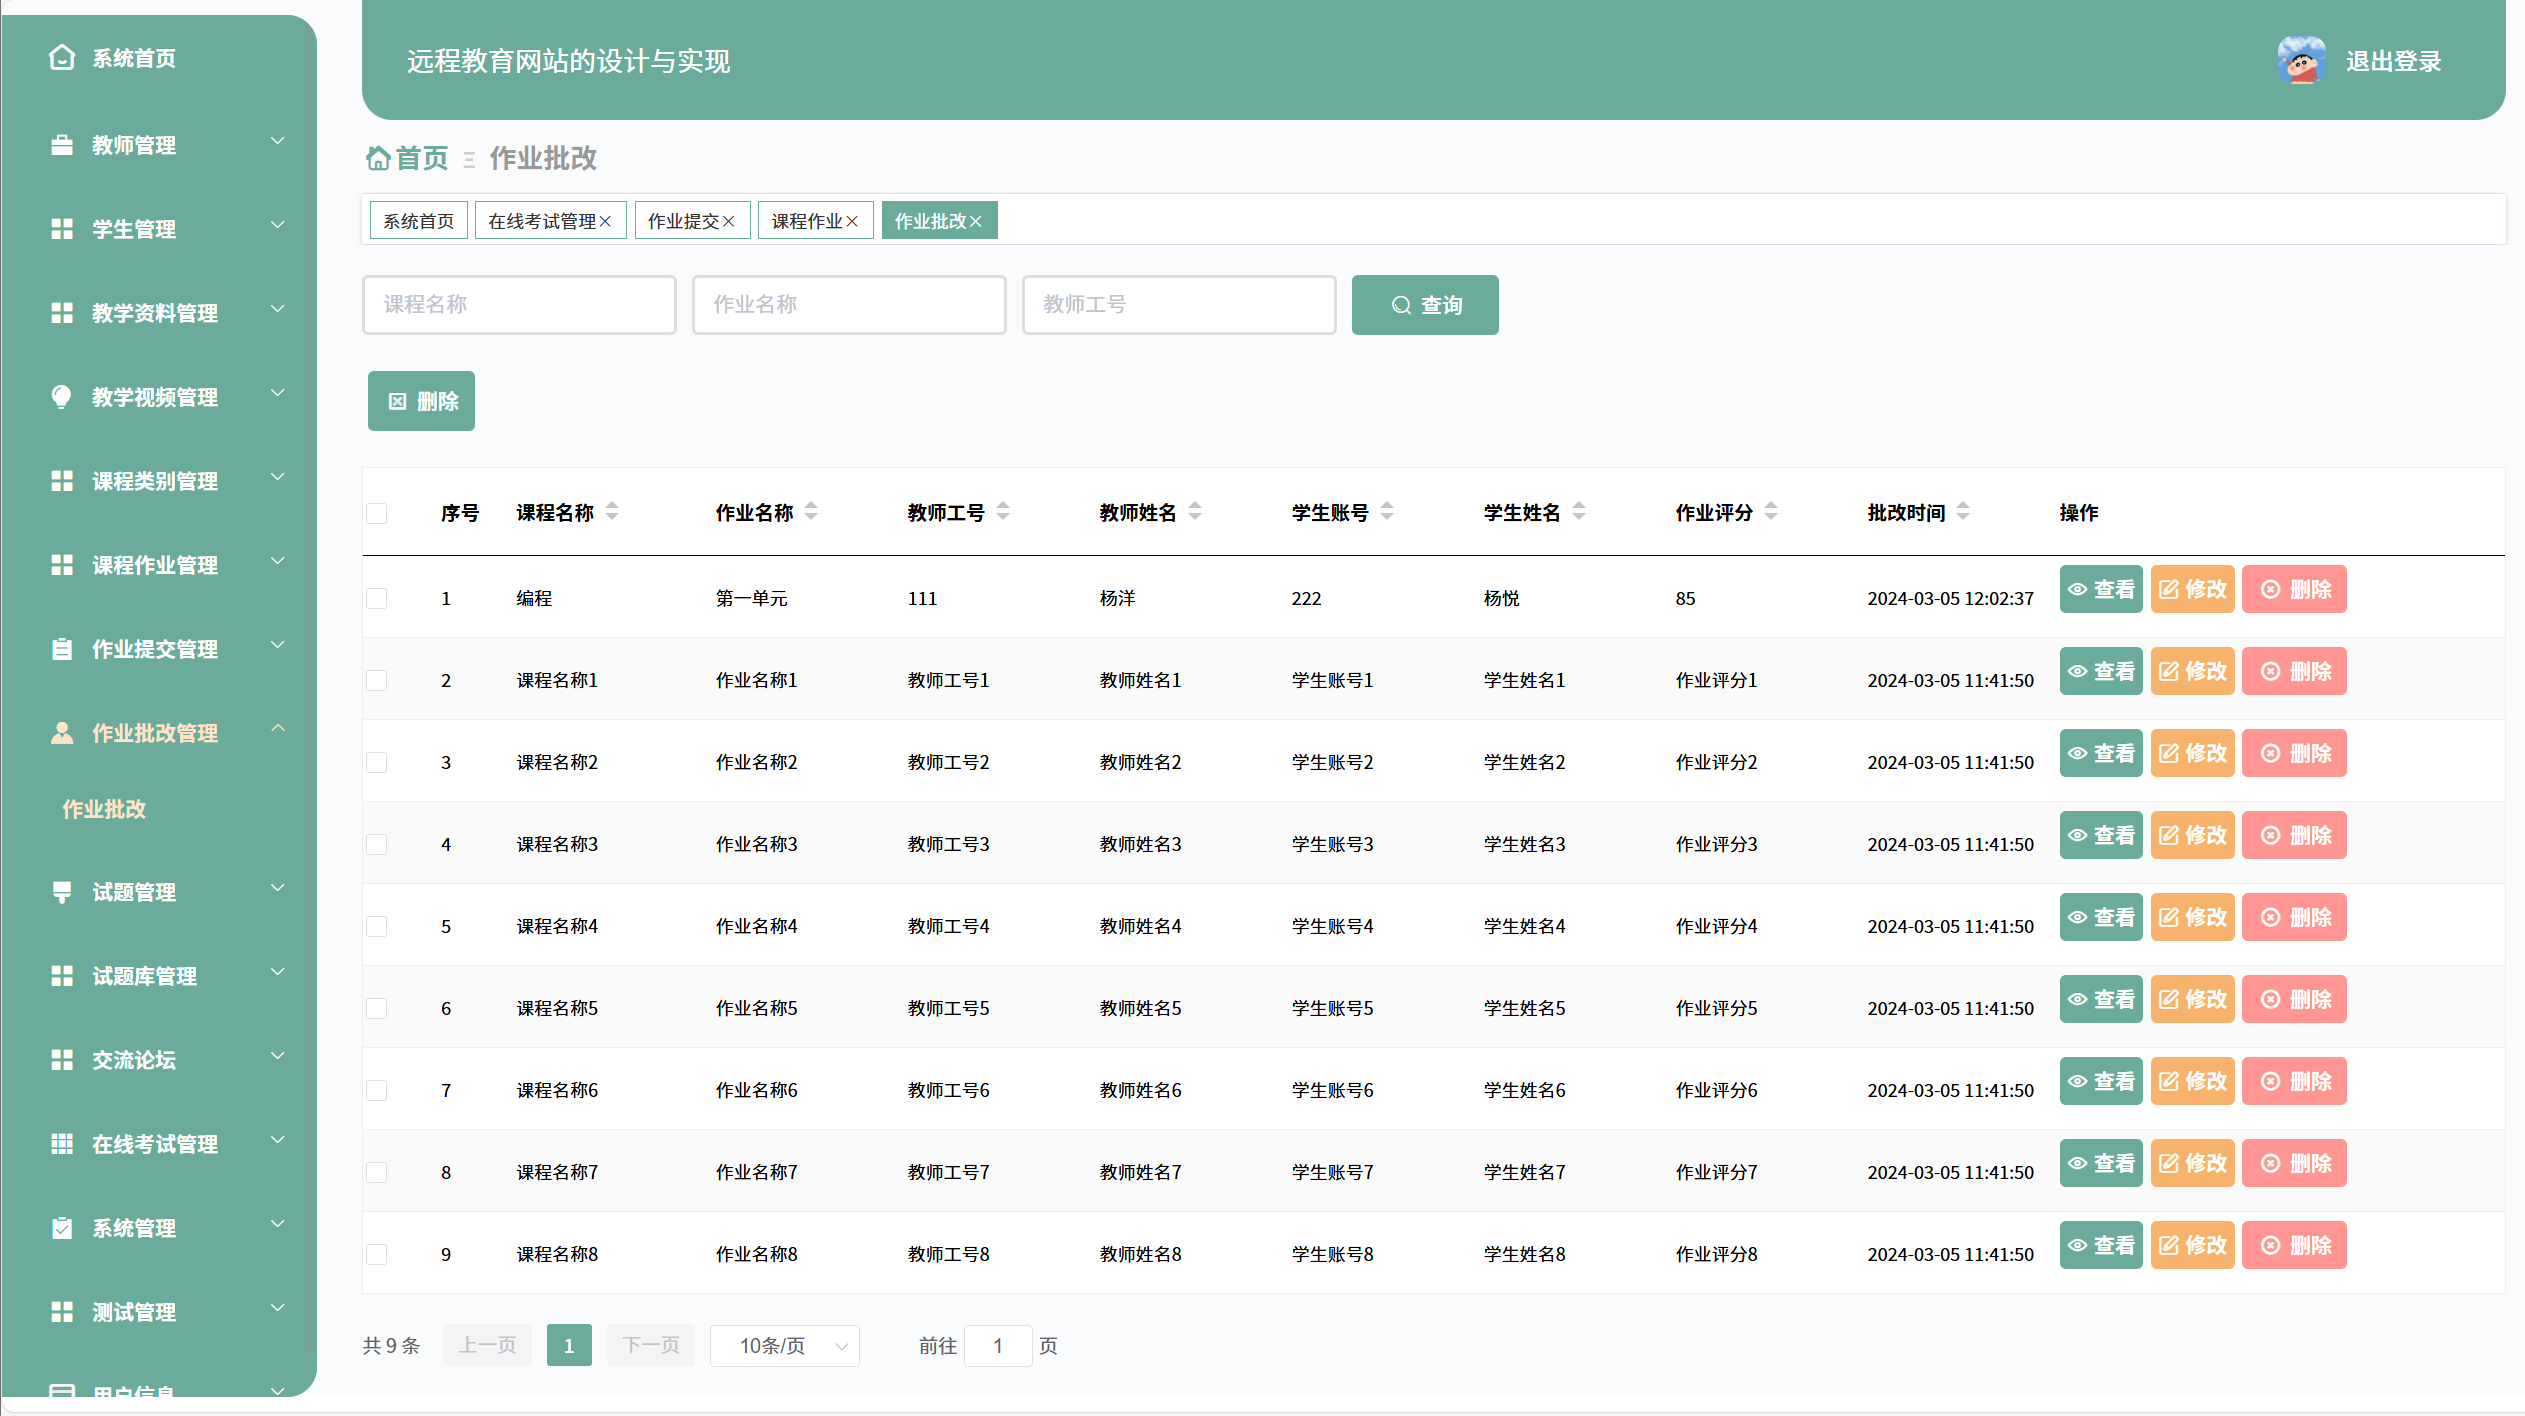 系统首页
教师管理
学生管理
教学资料管理
教学视频管理
课程类别管理
课程作业管理
作业提交管理
作业批改管理
作业批改
试题管理
试题库管理
交流论坛
在线考试管理
系统管理
测试管理
用户信息
远程教育网站的设计与实现
退出登录
首页 作业批改
系统首页 在线考试管理 作业提交 课程作业 作业批改
课程名称 作业名称 教师工号 查询
删除
序号 课程名称 作业名称 教师工号 教师姓名 学生账号 学生姓名 作业评分 批改时间 操作
1 编程 第一单元 111 杨洋 222 杨悦 85 2024-03-05 12:02:37 查看 修改 删除
2 课程名称1 作业名称1 教师工号1 教师姓名1 学生账号1 学生姓名1 作业评分1 2024-03-05 11:41:50 查看 修改 删除
3 课程名称2 作业名称2 教师工号2 教师姓名2 学生账号2 学生姓名2 作业评分2 2024-03-05 11:41:50 查看 修改 删除
4 课程名称3 作业名称3 教师工号3 教师姓名3 学生账号3 学生姓名3 作业评分3 2024-03-05 11:41:50 查看 修改 删除
5 课程名称4 作业名称4 教师工号4 教师姓名4 学生账号4 学生姓名4 作业评分4 2024-03-05 11:41:50 查看 修改 删除
6 课程名称5 作业名称5 教师工号5 教师姓名5 学生账号5 学生姓名5 作业评分5 2024-03-05 11:41:50 查看 修改 删除
7 课程名称6 作业名称6 教师工号6 教师姓名6 学生账号6 学生姓名6 作业评分6 2024-03-05 11:41:50 查看 修改 删除
8 课程名称7 作业名称7 教师工号7 教师姓名7 学生账号7 学生姓名7 作业评分7 2024-03-05 11:41:50 查看 修改 删除
9 课程名称8 作业名称8 教师工号8 教师姓名8 学生账号8 学生姓名8 作业评分8 2024-03-05 11:41:50 查看 修改 删除
共 9 条 上一页 1 下一页 10条/页 前往 1 页